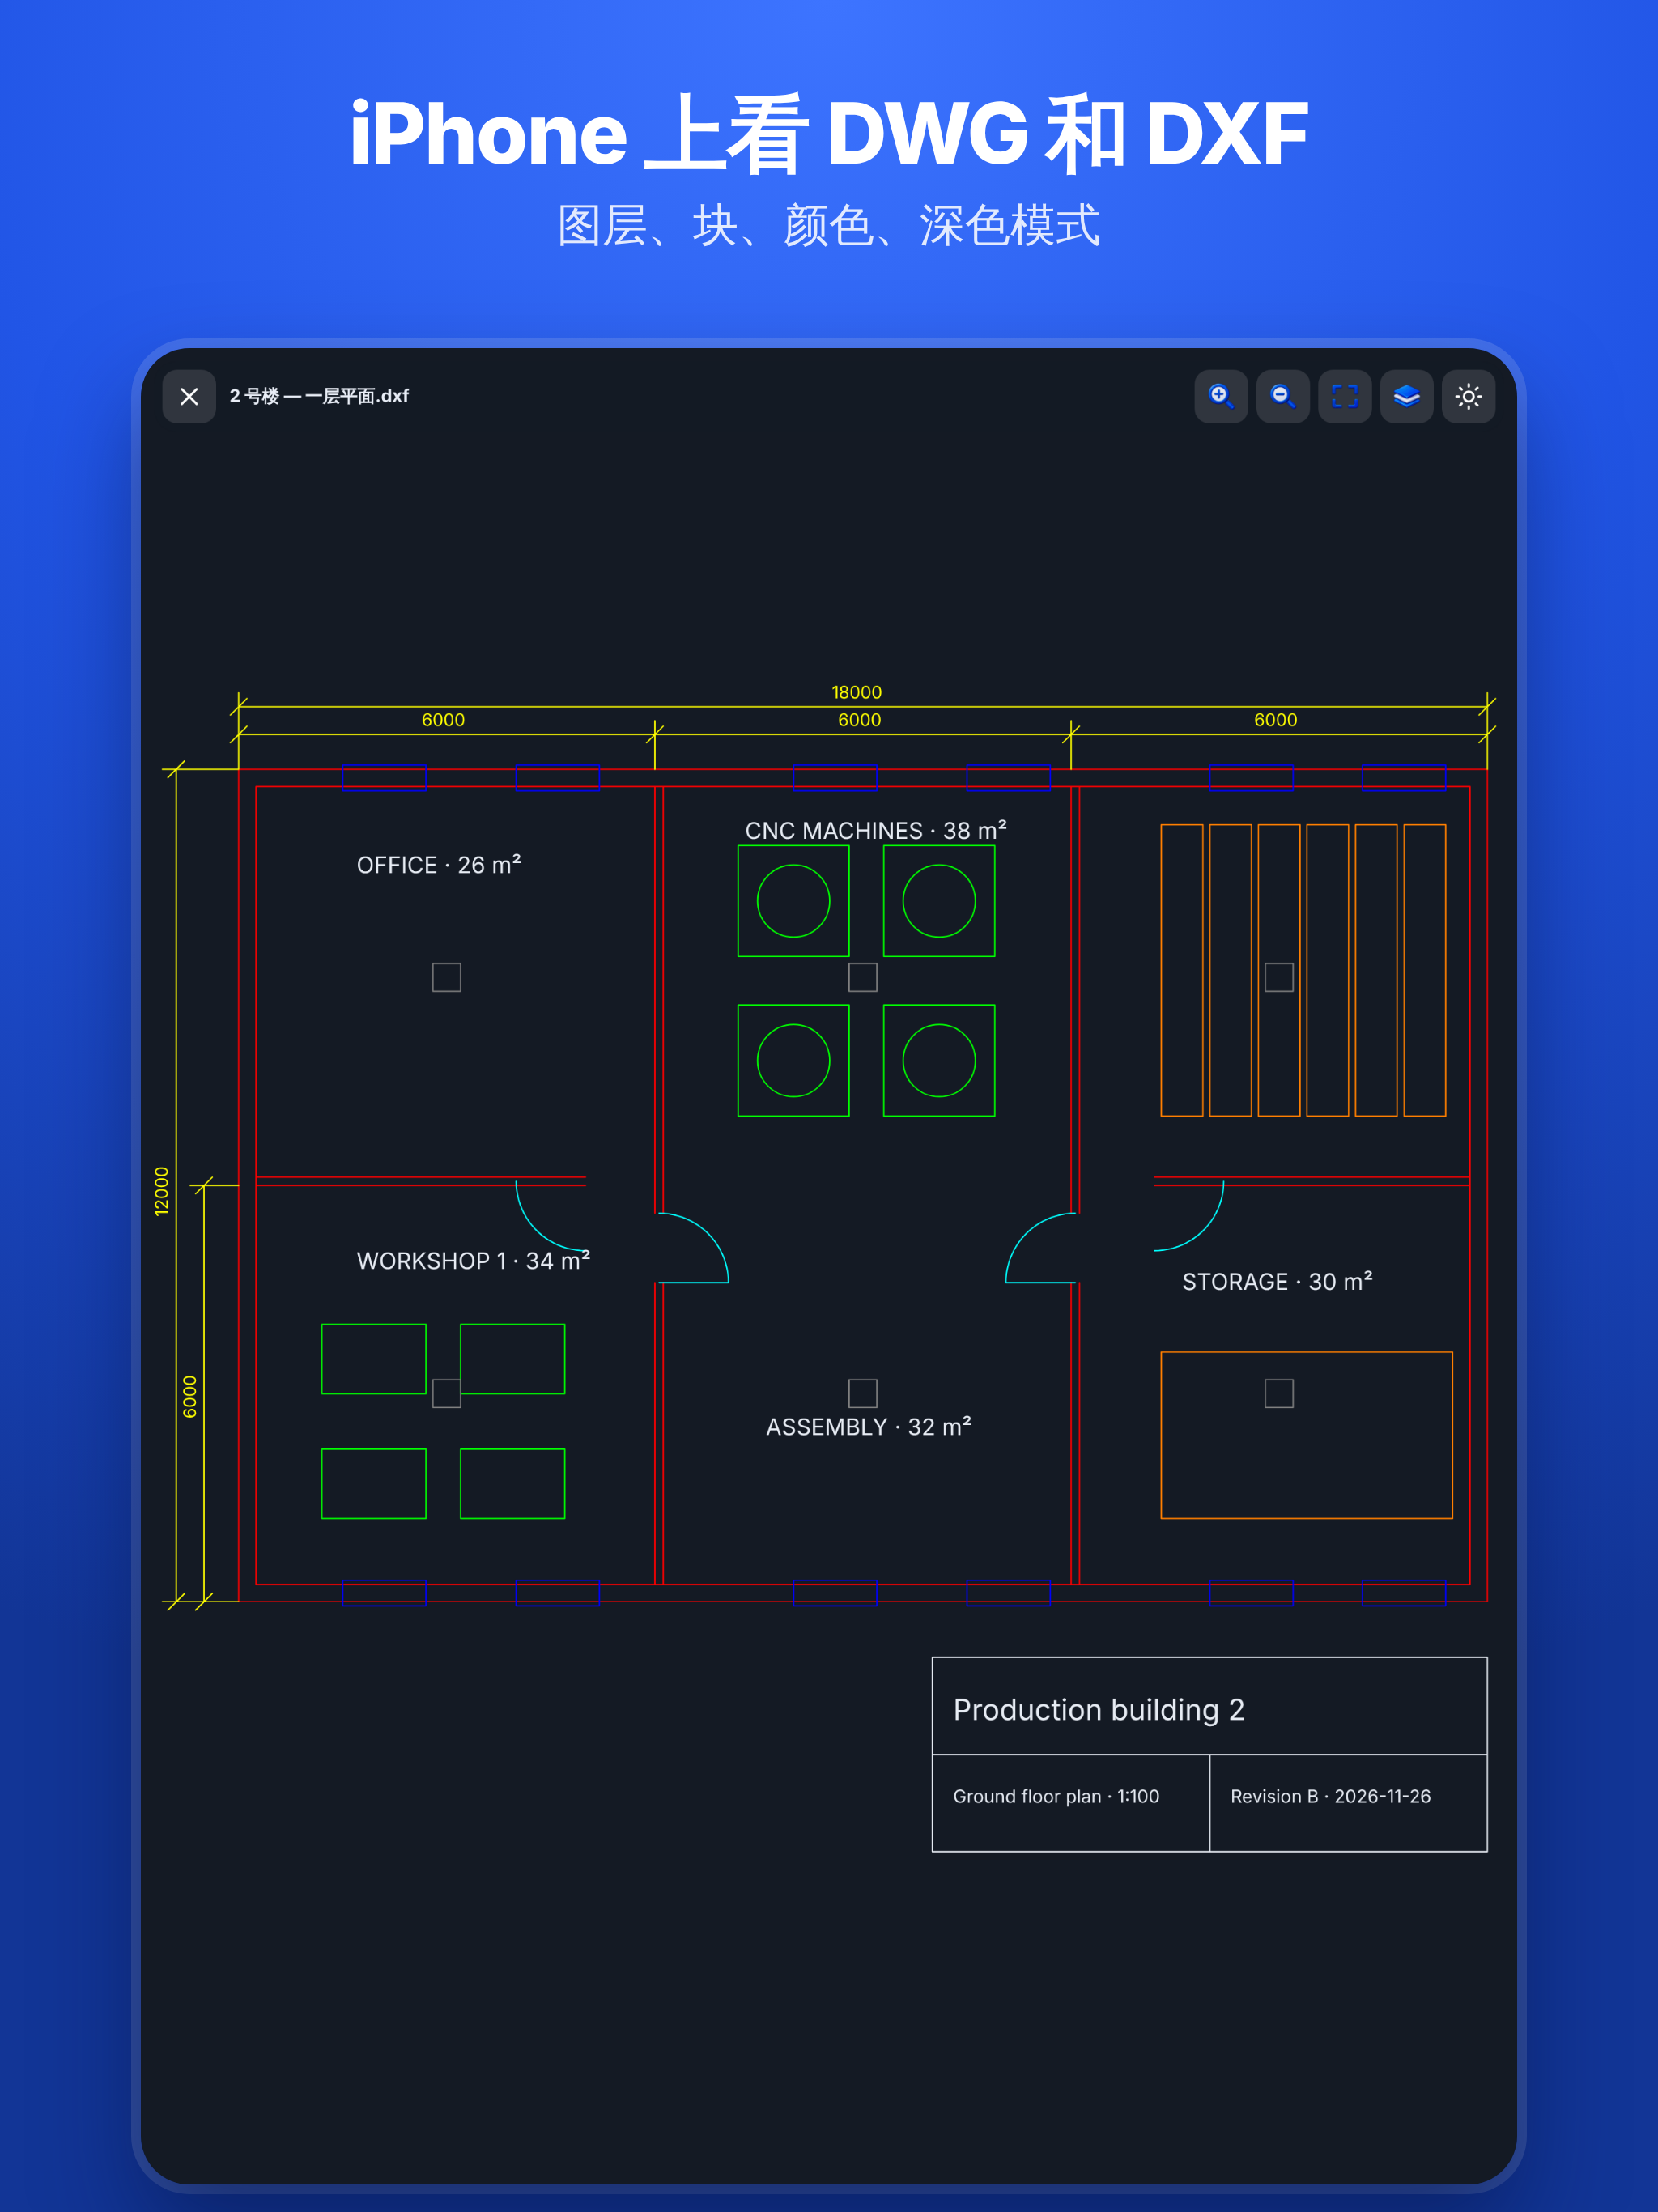 iPhone 上看 DWG 和 DXF
图层、块、颜色、深色模式
2 号楼 — 一层平面.dxf
18000
6000 6000 6000
CNC MACHINES · 38 m²
OFFICE · 26 m²
12000
WORKSHOP 1 · 34 m²
STORAGE · 30 m²
6000
ASSEMBLY · 32 m²
Production building 2
Ground floor plan · 1:100
Revision B · 2026-11-26